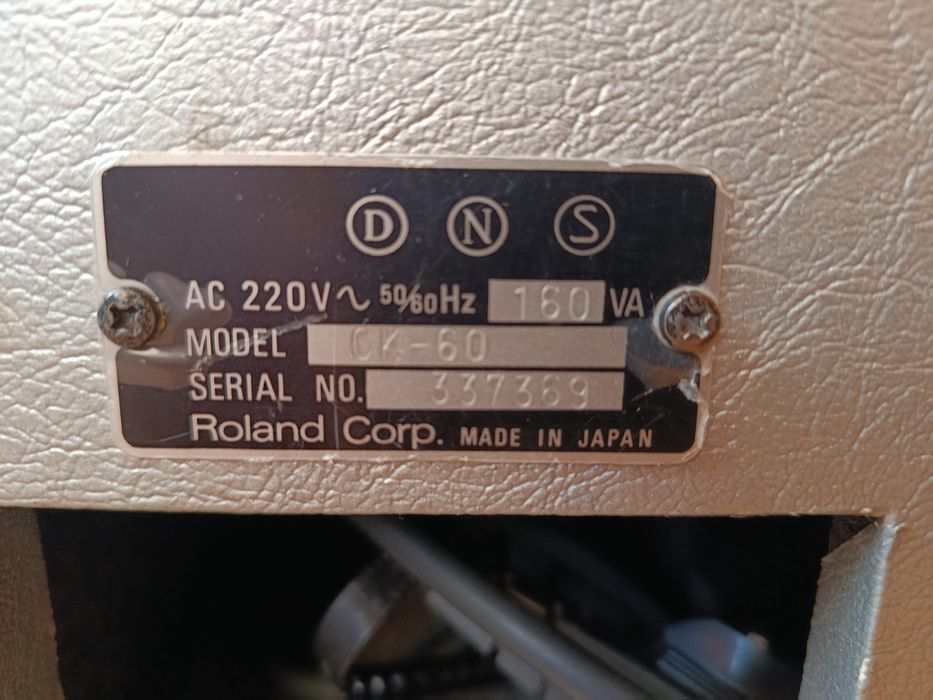 D N S
AC 220V~ 50/60Hz 160 VA
MODEL CK-60
SERIAL NO. 337369
Roland Corp. MADE IN JAPAN